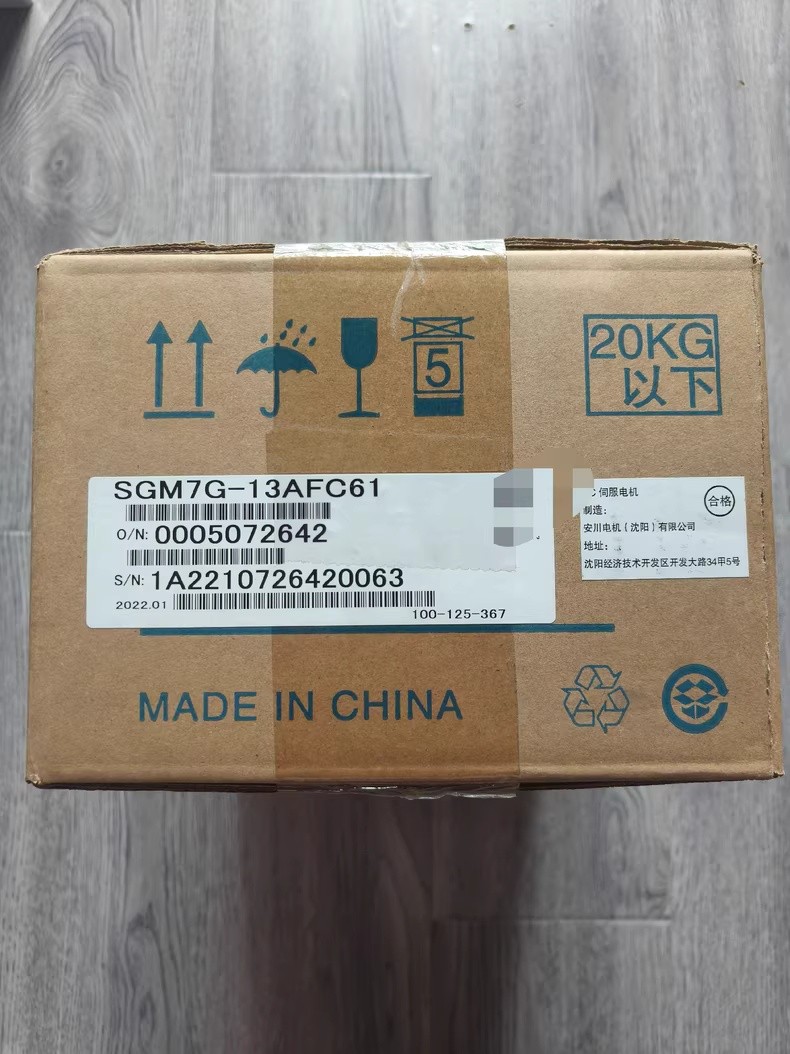 5
20KG
以下
SGM7G-13AFC61
O/N: 0005072642
S/N: 1A2210726420063
2022.01
100-125-367
伺服电机
合格
制造：
安川电机（沈阳）有限公司
地址：
沈阳经济技术开发区开发大路34甲5号
MADE IN CHINA